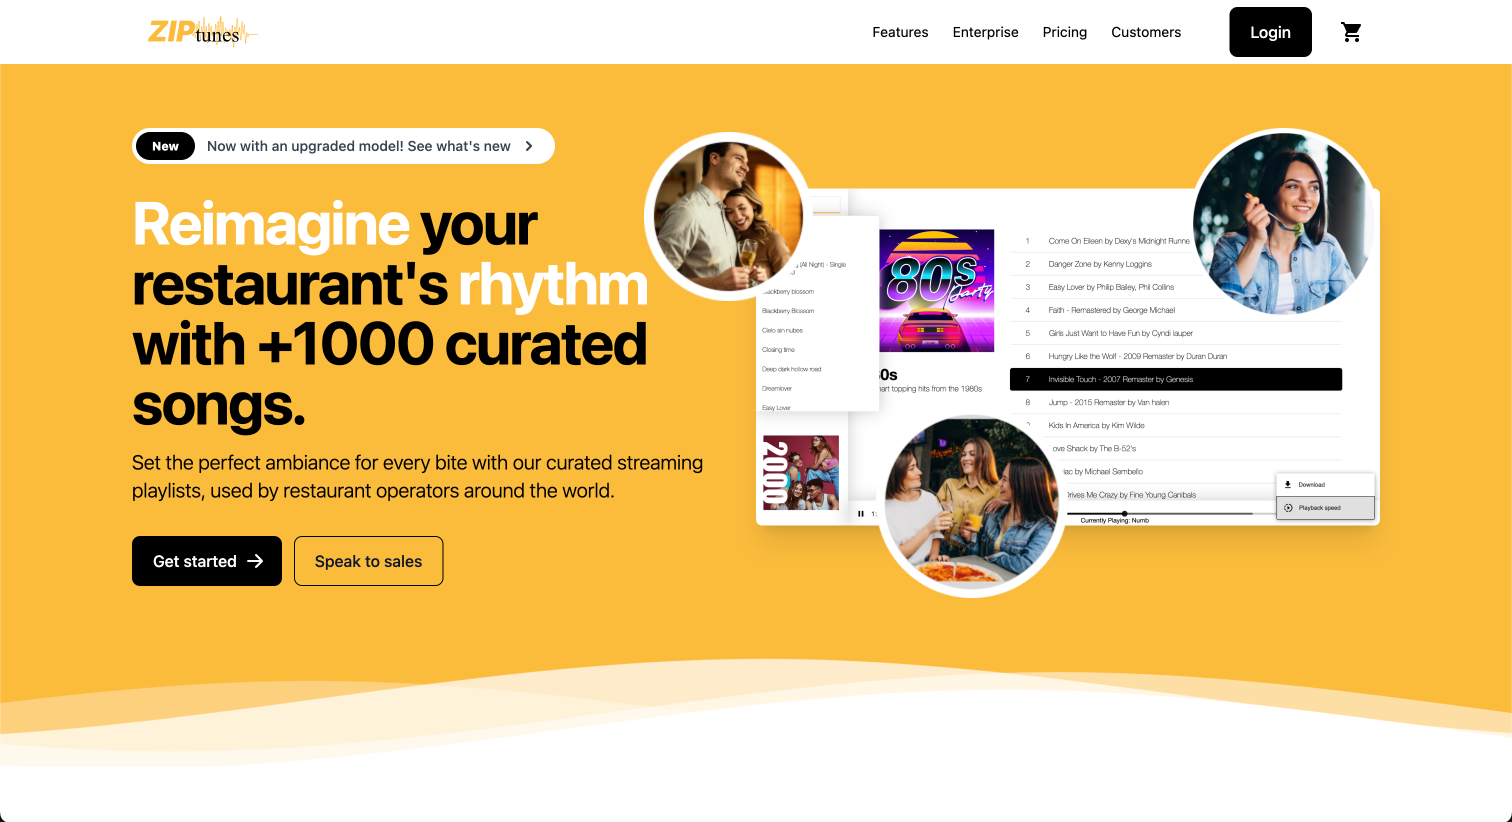 ZIPtunes
Features Enterprise Pricing Customers Login
New Now with an upgraded model! See what's new
Reimagine your
restaurant's rhythm
with +1000 curated
songs.
Set the perfect ambiance for every bite with our curated streaming
playlists, used by restaurant operators around the world.
Get started
Speak to sales
(All Night) - Single
Blackberry blossom
Blackberry Blossom
Cielo sin nubes
Closing time
Deep dark hollow road
Dreamlover
Easy Lover
2000
80s
party
0s
art topping hits from the 1980s
1 Come On Eileen by Dexy's Midnight Runne
2 Danger Zone by Kenny Loggins
3 Easy Lover by Philip Bailey, Phil Collins
4 Faith - Remastered by George Michael
5 Girls Just Want to Have Fun by Cyndi lauper
6 Hungry Like the Wolf - 2009 Remaster by Duran Duran
7 Invisible Touch - 2007 Remaster by Genesis
8 Jump - 2015 Remaster by Van halen
Kids In America by Kim Wilde
ove Shack by The B-52's
iac by Michael Sembello
Drives Me Crazy by Fine Young Canibals
Download
Playback speed
1:
Currently Playing: Numb